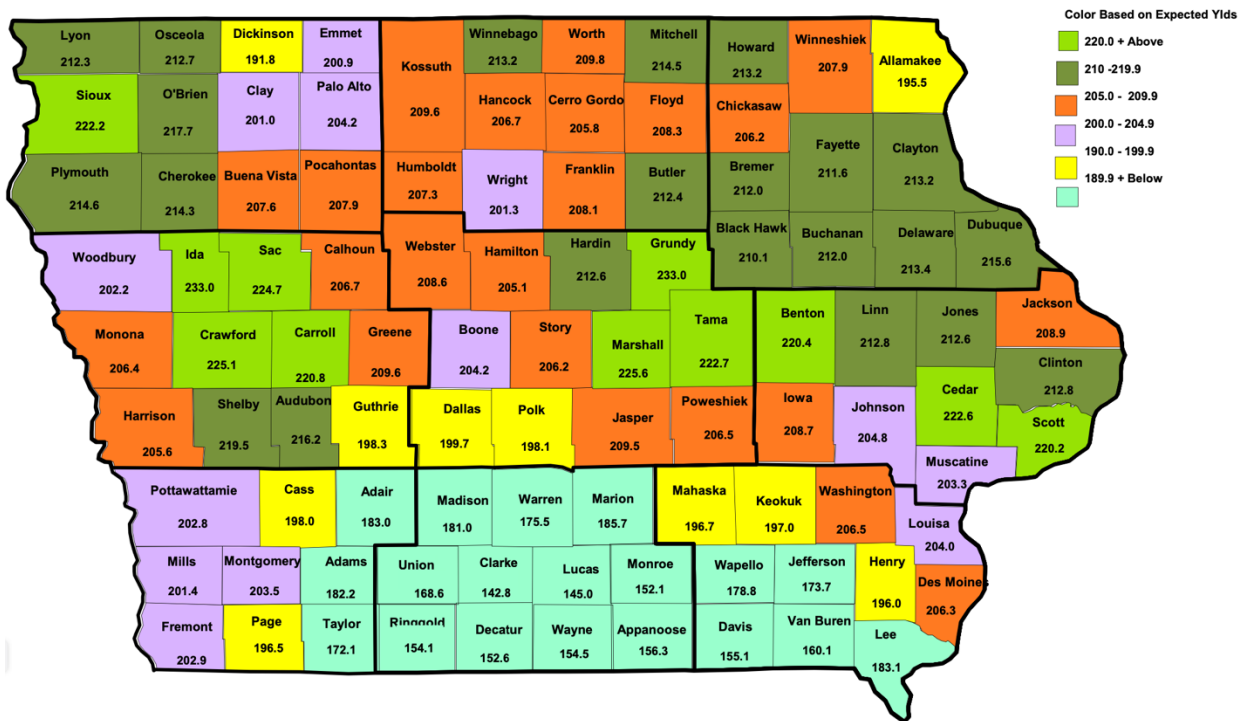 Color Based on Expected Ylds
220.0 + Above
210 -219.9
205.0 - 209.9
200.0 - 204.9
190.0 - 199.9
189.9 + Below
Lyon
212.3
Osceola
212.7
Dickinson
191.8
Emmet
200.9
Kossuth
209.6
Winnebago
213.2
Worth
209.8
Mitchell
214.5
Howard
213.2
Winneshiek
207.9
Allamakee
195.5
Sioux
222.2
O'Brien
217.7
Clay
201.0
Palo Alto
204.2
Hancock
206.7
Cerro Gordo
205.8
Floyd
208.3
Chickasaw
206.2
Fayette
211.6
Clayton
213.2
Plymouth
214.6
Cherokee
214.3
Buena Vista
207.6
Pocahontas
207.9
Humboldt
207.3
Wright
201.3
Franklin
208.1
Butler
212.4
Bremer
212.0
Black Hawk
210.1
Buchanan
212.0
Delaware
213.4
Dubuque
215.6
Woodbury
202.2
Ida
233.0
Sac
224.7
Calhoun
206.7
Webster
208.6
Hamilton
205.1
Hardin
212.6
Grundy
233.0
Monona
206.4
Crawford
225.1
Carroll
220.8
Greene
209.6
Boone
204.2
Story
206.2
Marshall
225.6
Tama
222.7
Benton
220.4
Linn
212.8
Jones
212.6
Jackson
208.9
Clinton
212.8
Harrison
205.6
Shelby
219.5
Audubon
216.2
Guthrie
198.3
Dallas
199.7
Polk
198.1
Jasper
209.5
Poweshiek
206.5
Iowa
208.7
Johnson
204.8
Cedar
222.6
Scott
220.2
Muscatine
203.3
Pottawattamie
202.8
Cass
198.0
Adair
183.0
Madison
181.0
Warren
175.5
Marion
185.7
Mahaska
196.7
Keokuk
197.0
Washington
206.5
Louisa
204.0
Mills
201.4
Montgomery
203.5
Adams
182.2
Union
168.6
Clarke
142.8
Lucas
145.0
Monroe
152.1
Wapello
178.8
Jefferson
173.7
Henry
196.0
Des Moines
206.3
Fremont
202.9
Page
196.5
Taylor
172.1
Ringgold
154.1
Decatur
152.6
Wayne
154.5
Appanoose
156.3
Davis
155.1
Van Buren
160.1
Lee
183.1